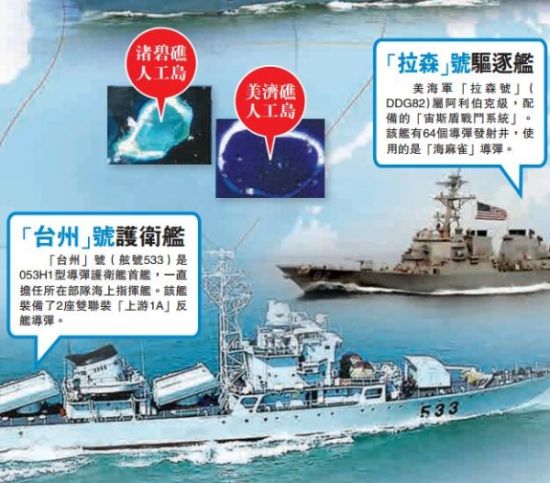 渚碧礁
人工島
美濟礁
人工島
「拉森」號驅逐艦
美海軍「拉森號」(
DDG82)屬阿利伯克級，配
備的「宙斯盾戰鬥系統」。
該艦有64個導彈發射井，使
用的是「海麻雀」導彈。
「台州」號護衛艦
「台州」號（舷號533）是
053H1型導彈護衛艦首艦，一直
擔任所在部隊海上指揮艦。該艦
裝備了2座雙聯裝「上游1A」反
艦導彈。
82
533